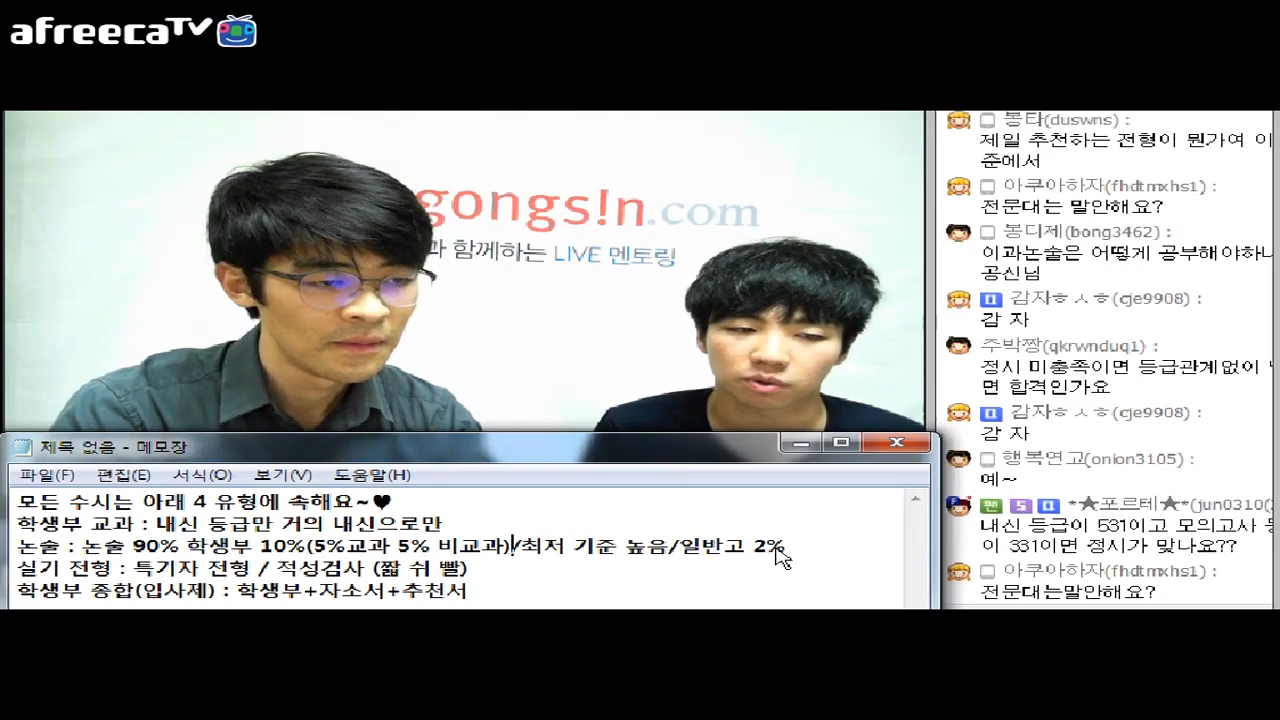 afreecaTV
gongs!n.com
과 함께하는 LIVE 멘토링
제목 없음 - 메모장
파일(F) 편집(E) 서식(O) 보기(V) 도움말(H)
모든 수시는 아래 4 유형에 속해요~♥
학생부 교과 : 내신 등급만 거의 내신으로만
논술 : 논술 90% 학생부 10%(5%교과 5% 비교과)/최저 기준 높음/일반고 2%
실기 전형 : 특기자 전형 / 적성검사 (짧 쉬 빨)
학생부 종합(입사제) : 학생부+자소서+추천서
봉타(duswns) :
제일 추천하는 전형이 뭔가여 이
준에서
아쿠아하자(fhdtmxhs1) :
전문대는 말안해요?
봉디제(bong3462) :
이과논술은 어떻게 공부해야하나
공신님
감자ㅎㅅㅎ(cje9908) :
감 자
주박짱(qkrwnduq1) :
정시 미충족이면 등급관계없이
면 합격인가요
감자ㅎㅅㅎ(cje9908) :
감 자
행복연고(onion3105) :
예~
팬 S *★포르테★*(jun0310(2
내신 등급이 531이고 모의고사 등
이 331이면 정시가 맞나요??
아쿠아하자(fhdtmxhs1) :
전문대는말안해요?